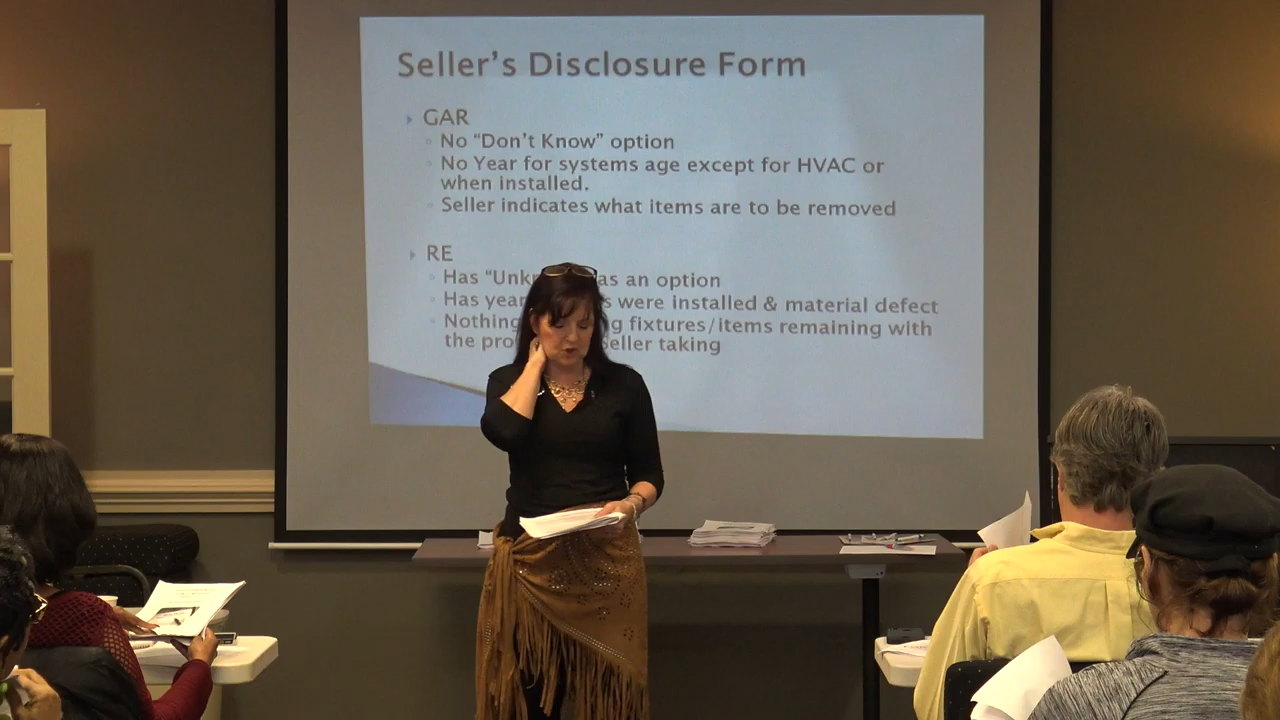 Seller's Disclosure Form
GAR
No "Don't Know" option
No Year for systems age except for HVAC or
when installed.
Seller indicates what items are to be removed
RE
Has "Unk as an option
Has year s were installed & material defect
Nothing g fixtures/items remaining with
the pro seller taking